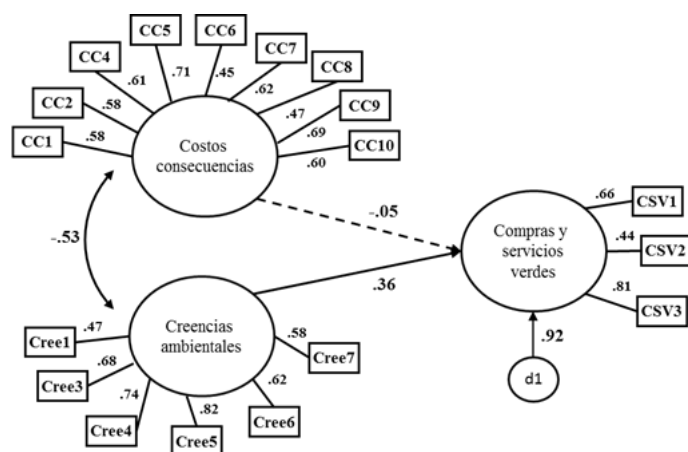 CC5
CC6
CC4
CC7
.71
.45
CC8
.61
.62
CC2
.58
.47
CC9
CC1
.58
.69
Costos
consecuencias
.60
CC10
-.05
-.53
.66
CSV1
Compras y
servicios
verdes
.44
CSV2
.36
.81
CSV3
.92
d1
Creencias
ambientales
.47
Cree1
.58
Cree7
.68
Cree3
.62
.74
.82
Cree4
Cree5
Cree6